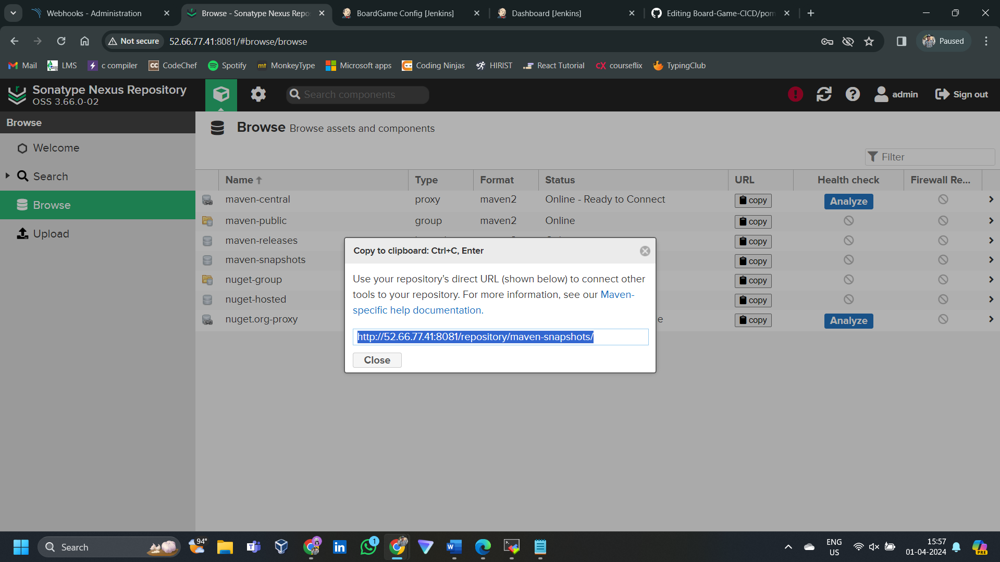 Webhooks - Administration
Browse - Sonatype Nexus Repo
BoardGame Config [Jenkins]
Dashboard [Jenkins]
Editing Board-Game-CICD/pom
Not secure
52.66.77.41:8081/#browse/browse
Paused
Mail
LMS
c compiler
CodeChef
Spotify
mt MonkeyType
Microsoft apps
Coding Ninjas
HIRIST
React Tutorial
CX courseflix
TypingClub
Sonatype Nexus Repository
OSS 3.66.0-02
Search components
admin
Sign out
Browse
Welcome
Search
Browse
Upload
Browse Browse assets and components
Filter
Name Type Format Status URL Health check Firewall Re...
maven-central proxy maven2 Online - Ready to Connect copy Analyze
maven-public group maven2 Online copy
maven-releases copy
maven-snapshots copy
nuget-group copy
nuget-hosted copy
nuget.org-proxy e copy Analyze
Copy to clipboard: Ctrl+C, Enter
Use your repository's direct URL (shown below) to connect other
tools to your repository. For more information, see our Maven-
specific help documentation.
http://52.66.77.41:8081/repository/maven-snapshots/
Close
Search
94°
1
ENG
US
15:57
01-04-2024
PRE